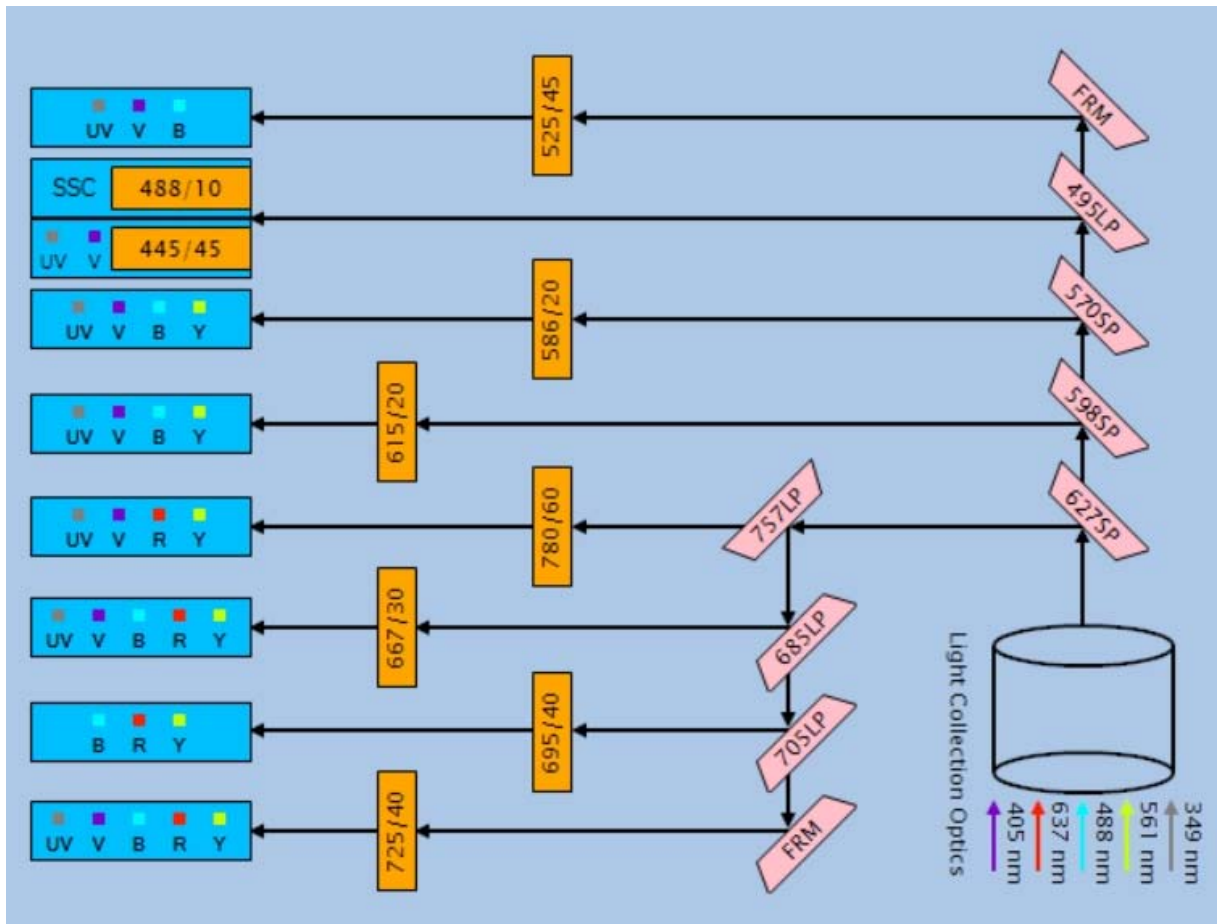 525/45
FRM
UV V B
SSC 488/10
495LP
UV V 445/45
586/20
570SP
UV V B Y
615/20
598SP
UV V B Y
780/60
757LP
627SP
UV V R Y
667/30
685LP
UV V B R Y
695/40
705LP
B R Y
725/40
FRM
UV V B R Y
Light Collection Optics
405 nm
637 nm
488 nm
561 nm
349 nm